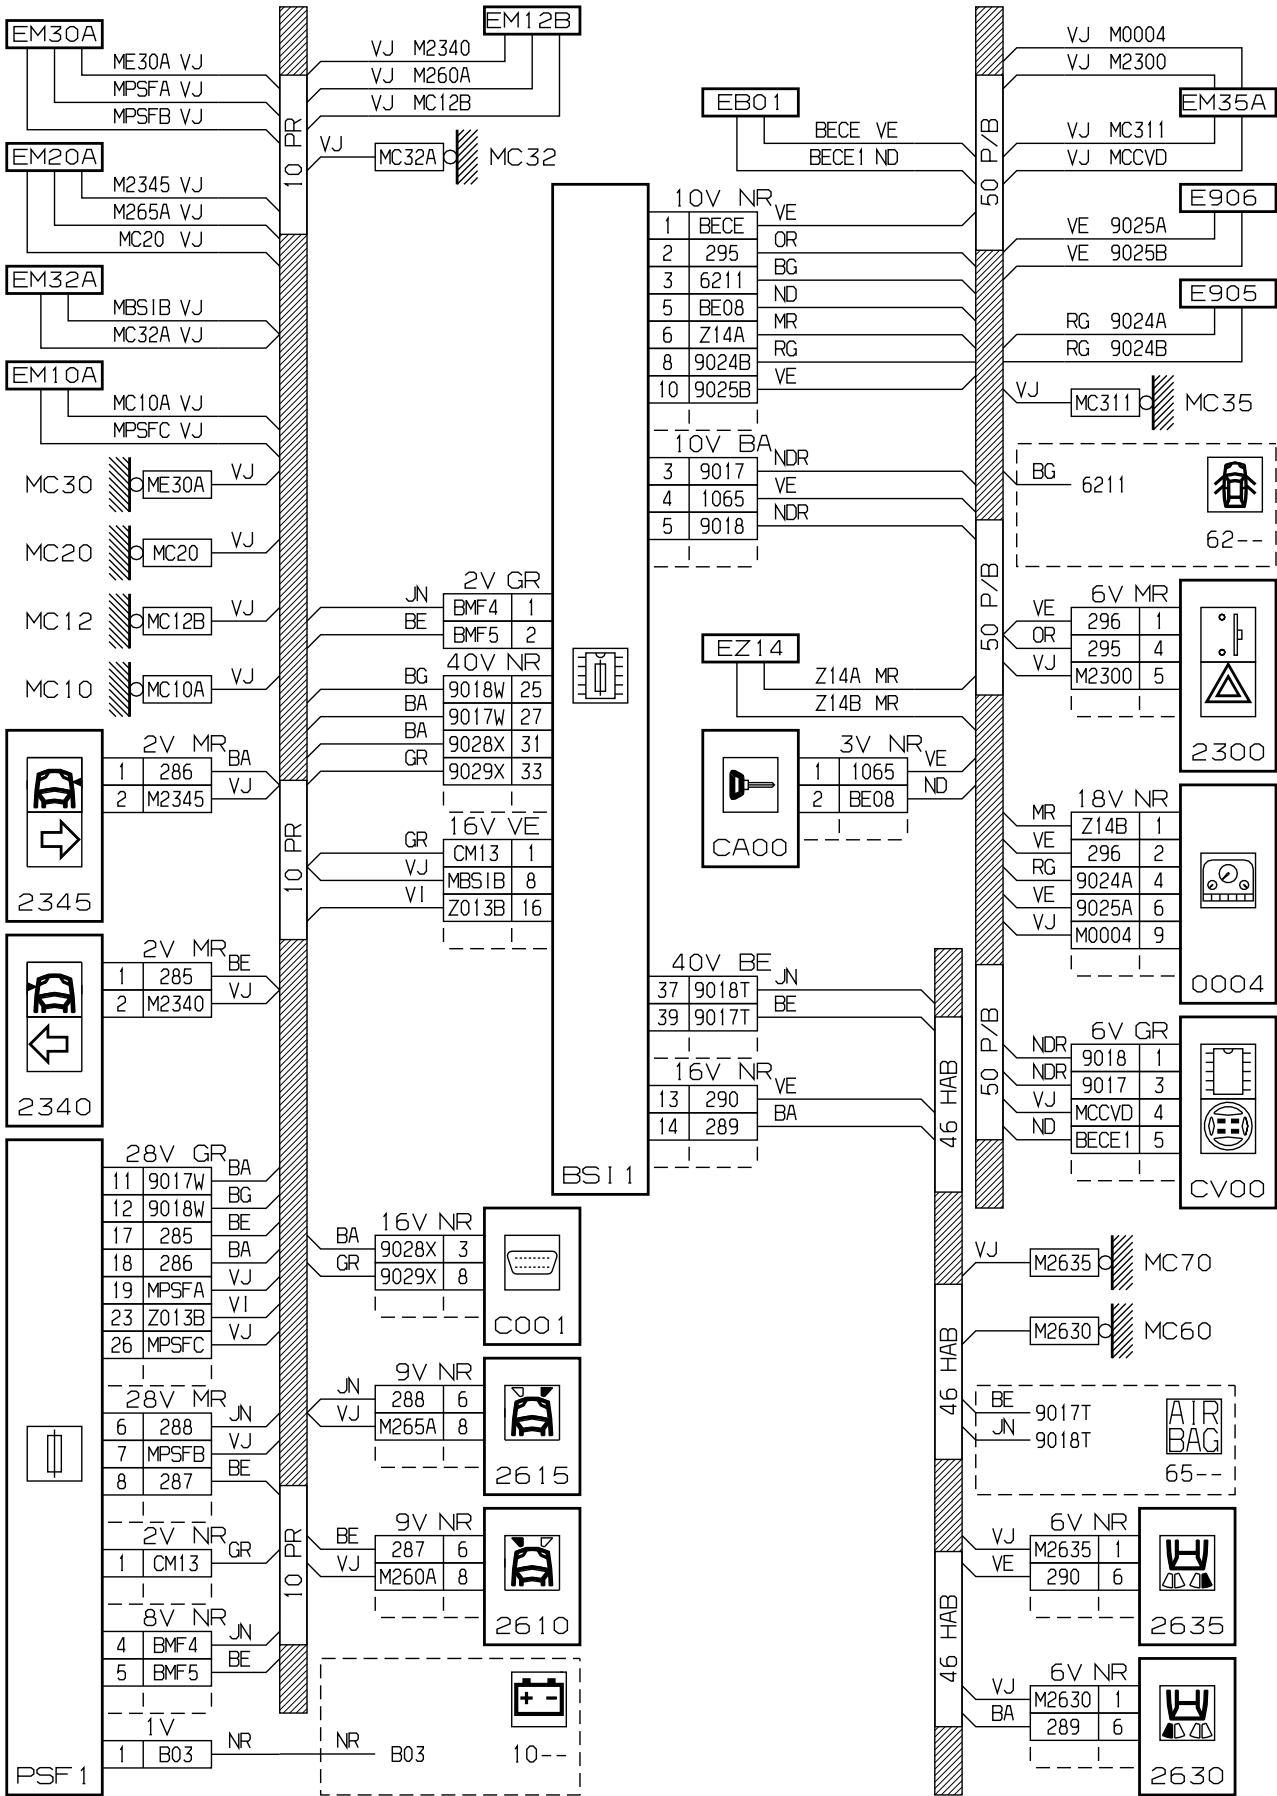 EM30A
ME30A VJ
MPSFA VJ
MPSFB VJ
EM20A
M2345 VJ
M265A VJ
MC20 VJ
EM32A
MBSIB VJ
MC32A VJ
EM10A
MC10A VJ
MPSFC VJ
MC30 ME30A VJ
MC20 MC20 VJ
MC12 MC12B VJ
MC10 MC10A VJ
2V MR
1 286 BA
2 M2345 VJ
2345
2V MR
1 285 BE
2 M2340 VJ
2340
28V GR
11 9017W BA
12 9018W BG
17 285 BE
18 286 BA
19 MPSFA VJ
23 Z013B VI
26 MPSFC VJ
28V MR
6 288 JN
7 MPSFB VJ
8 287 BE
2V NR
1 CM13 GR
8V NR
4 BMF4 JN
5 BMF5 BE
1V
1 B03 NR
PSF1
10 PR
10 PR
10 PR
EM12B
VJ M2340
VJ M260A
VJ MC12B
VJ MC32A MC32
2V GR
JN BMF4 1
BE BMF5 2
40V NR
BG 9018W 25
BA 9017W 27
BA 9028X 31
GR 9029X 33
16V VE
GR CM13 1
VJ MBSIB 8
VI Z013B 16
16V NR
BA 9028X 3
GR 9029X 8
C001
9V NR
JN 288 6
VJ M265A 8
2615
9V NR
BE 287 6
VJ M260A 8
2610
NR B03
+ -
10--
BSI1
10V NR
1 BECE VE
2 295 OR
3 6211 BG
5 BE08 ND
6 Z14A MR
8 9024B RG
10 9025B VE
10V BA
3 9017 NDR
4 1065 VE
5 9018 NDR
40V BE
37 9018T JN
39 9017T BE
16V NR
13 290 VE
14 289 BA
EB01
BECE VE
BECE1 ND
EZ14
Z14A MR
Z14B MR
3V NR
1 1065 VE
2 BE08 ND
CA00
50 P/B
50 P/B
50 P/B
46 HAB
46 HAB
46 HAB
VJ M0004
VJ M2300
EM35A
VJ MC311
VJ MCCVD
E906
VE 9025A
VE 9025B
E905
RG 9024A
RG 9024B
VJ MC311 MC35
BG 6211
62--
6V MR
VE 296 1
OR 295 4
VJ M2300 5
2300
18V NR
MR Z14B 1
VE 296 2
RG 9024A 4
VE 9025A 6
VJ M0004 9
0004
6V GR
NDR 9018 1
NDR 9017 3
VJ MCCVD 4
ND BECE1 5
CV00
VJ M2635 MC70
M2630 MC60
BE 9017T
JN 9018T
AIR
BAG
65--
6V NR
VJ M2635 1
VE 290 6
2635
6V NR
VJ M2630 1
BA 289 6
2630